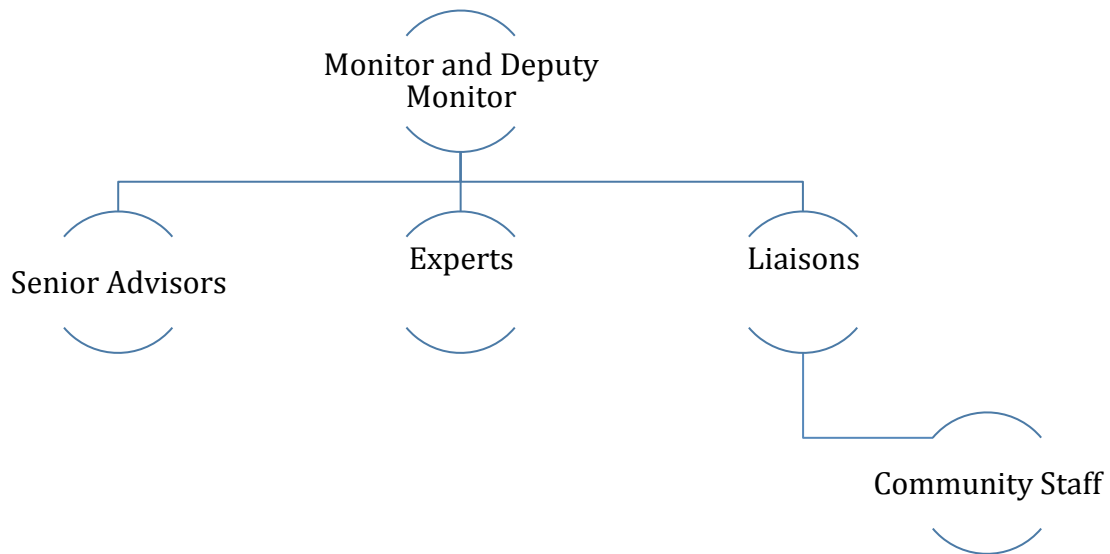 Monitor and Deputy
Monitor
Senior Advisors
Experts
Liaisons
Community Staff